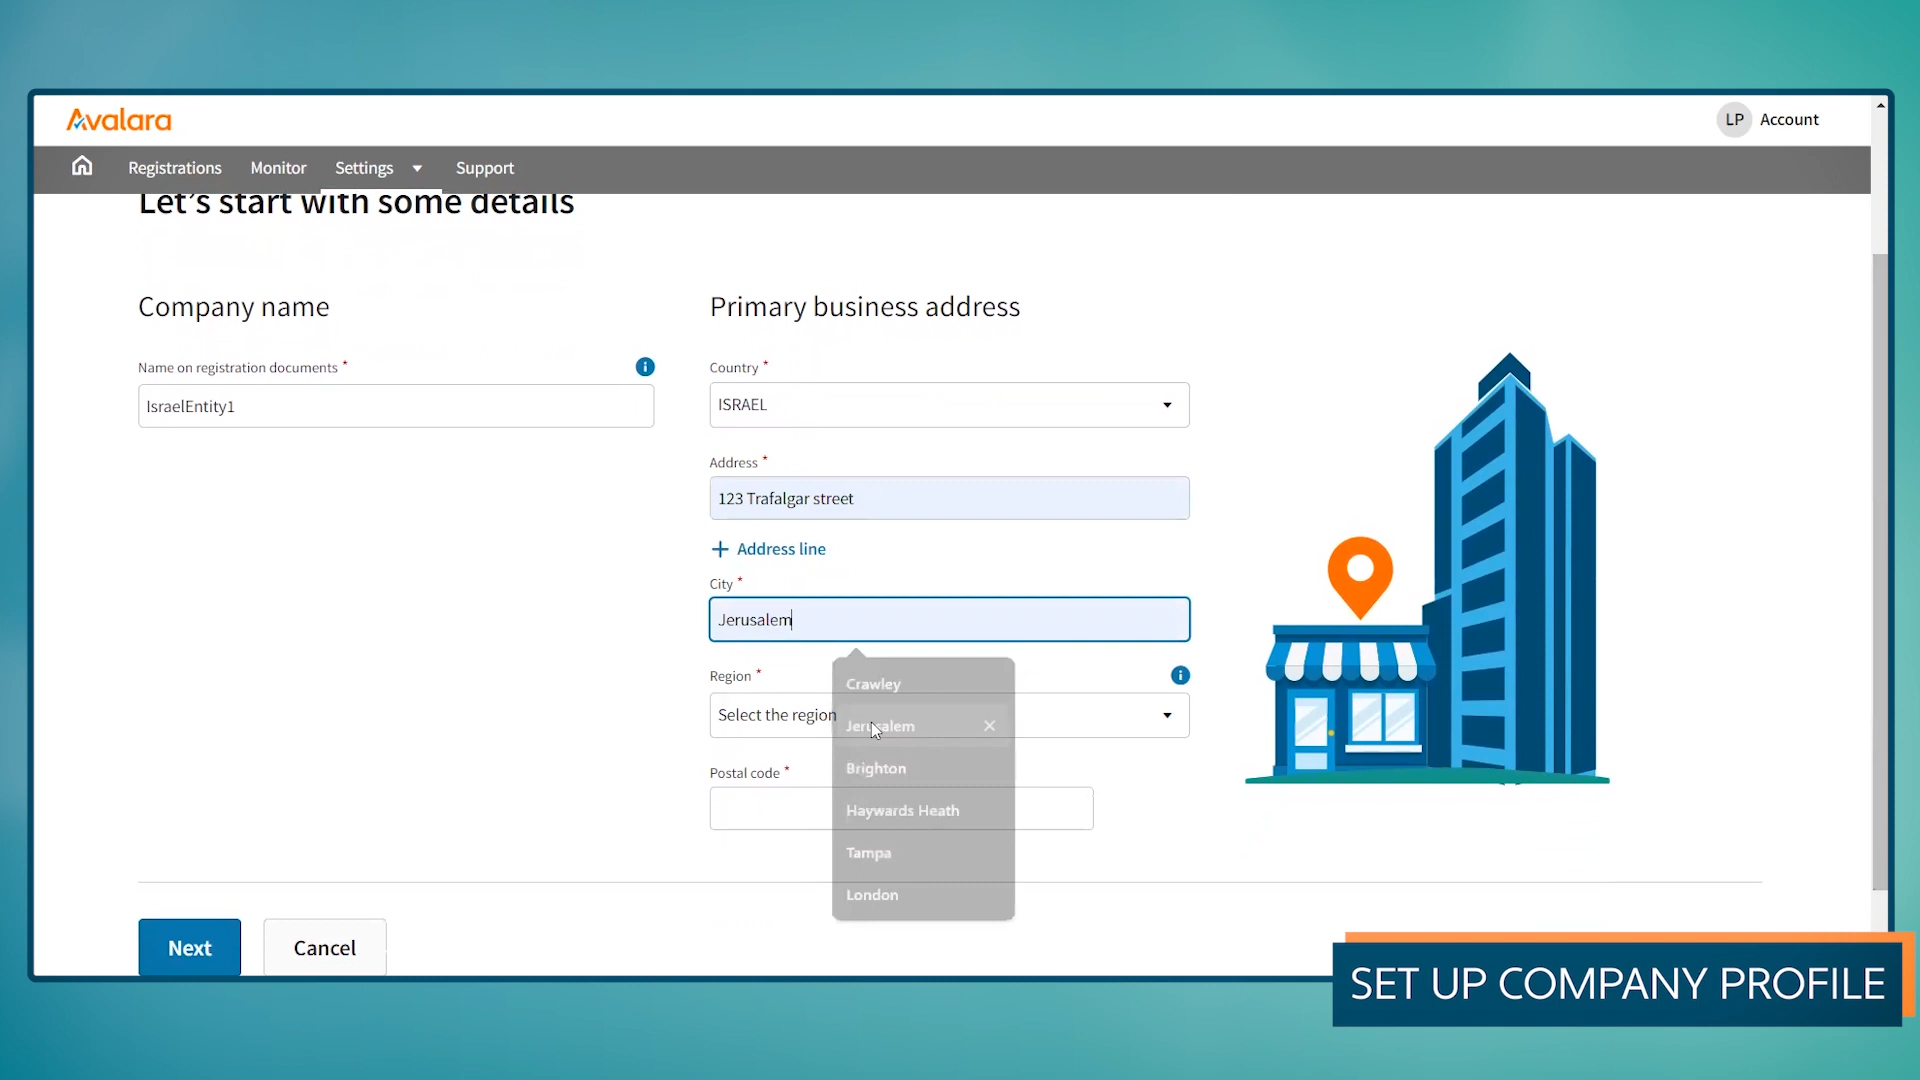 Avalara
LP Account
Registrations Monitor Settings Support
Let's start with some details
Company name
Primary business address
Name on registration documents *
Country *
IsraelEntity1
ISRAEL
Address *
123 Trafalgar street
+ Address line
City *
Jerusalem
Region *
Crawley
Select the region
Jerusalem
Postal code *
Brighton
Haywards Heath
Tampa
London
Next Cancel
SET UP COMPANY PROFILE